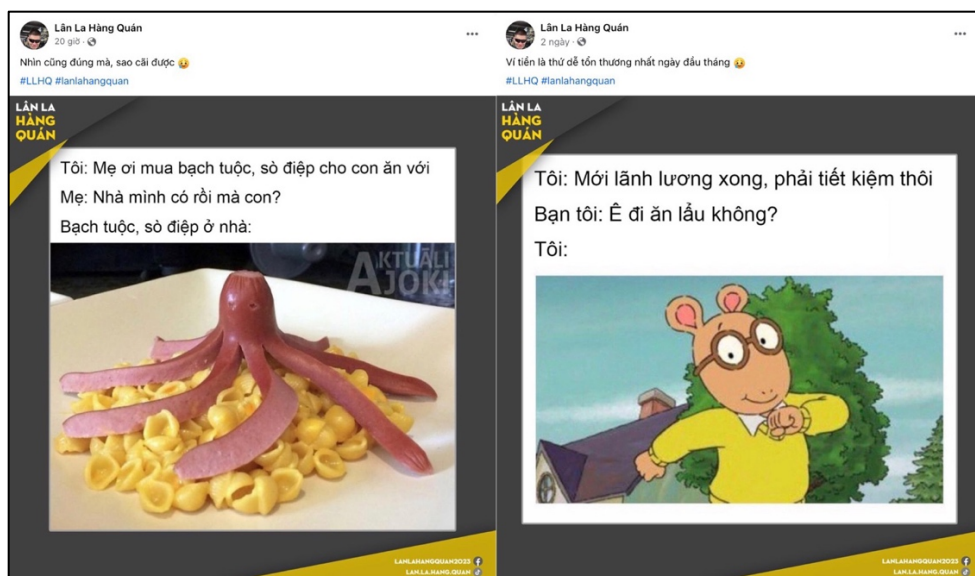 Lân La Hàng Quán
20 giờ ·
Nhìn cũng đúng mà, sao cãi được
#LLHQ #lanlahangquan
LÂN LA
HÀNG
QUÁN
Tôi: Mẹ ơi mua bạch tuộc, sò điệp cho con ăn với
Mẹ: Nhà mình có rồi mà con?
Bạch tuộc, sò điệp ở nhà:
AKTUÁLI
AJOKI
LANLAHANGQUAN2023
LAN.LA.HANG.QUAN
Lân La Hàng Quán
2 ngày ·
Ví tiền là thứ dễ tổn thương nhất ngày đầu tháng
#LLHQ #lanlahangquan
LÂN LA
HÀNG
QUÁN
Tôi: Mới lãnh lương xong, phải tiết kiệm thôi
Bạn tôi: Ê đi ăn lẩu không?
Tôi:
LANLAHANGQUAN2023
LAN.LA.HANG.QUAN